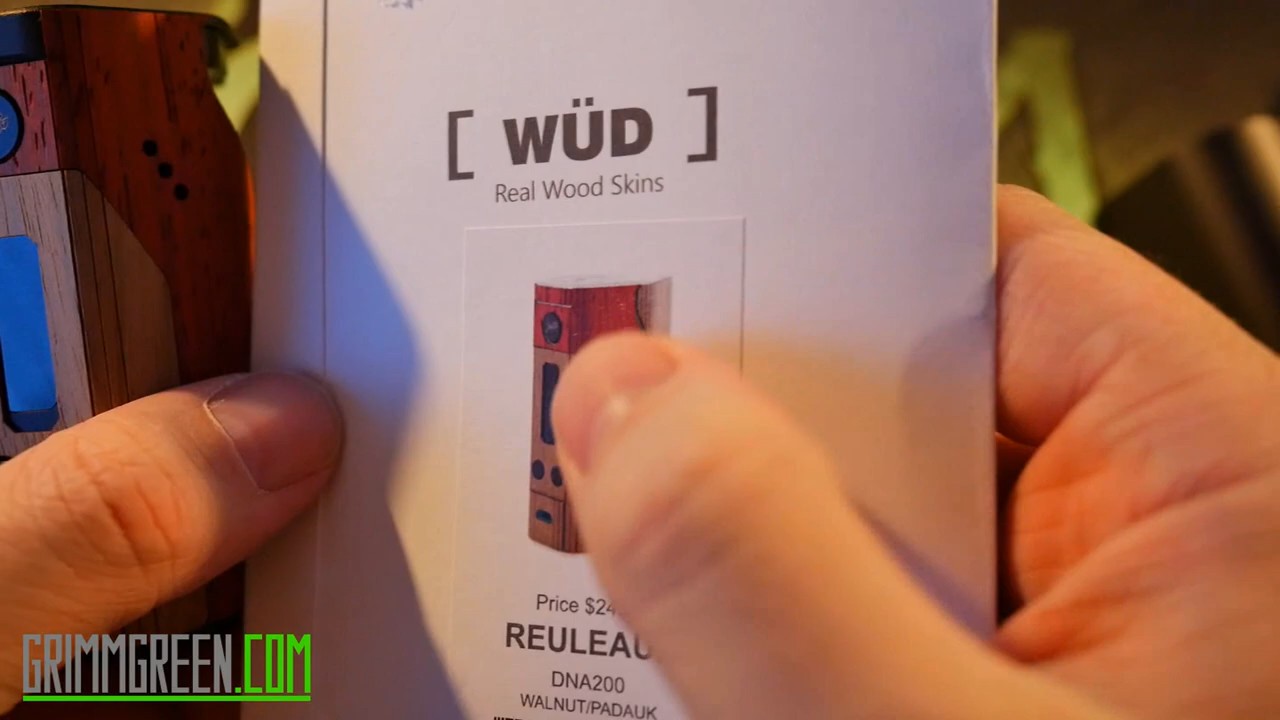 [ WÜD ]
Real Wood Skins
Price $24
REULEAU
DNA200
WALNUT/PADAUK
GRIMMGREEN.COM